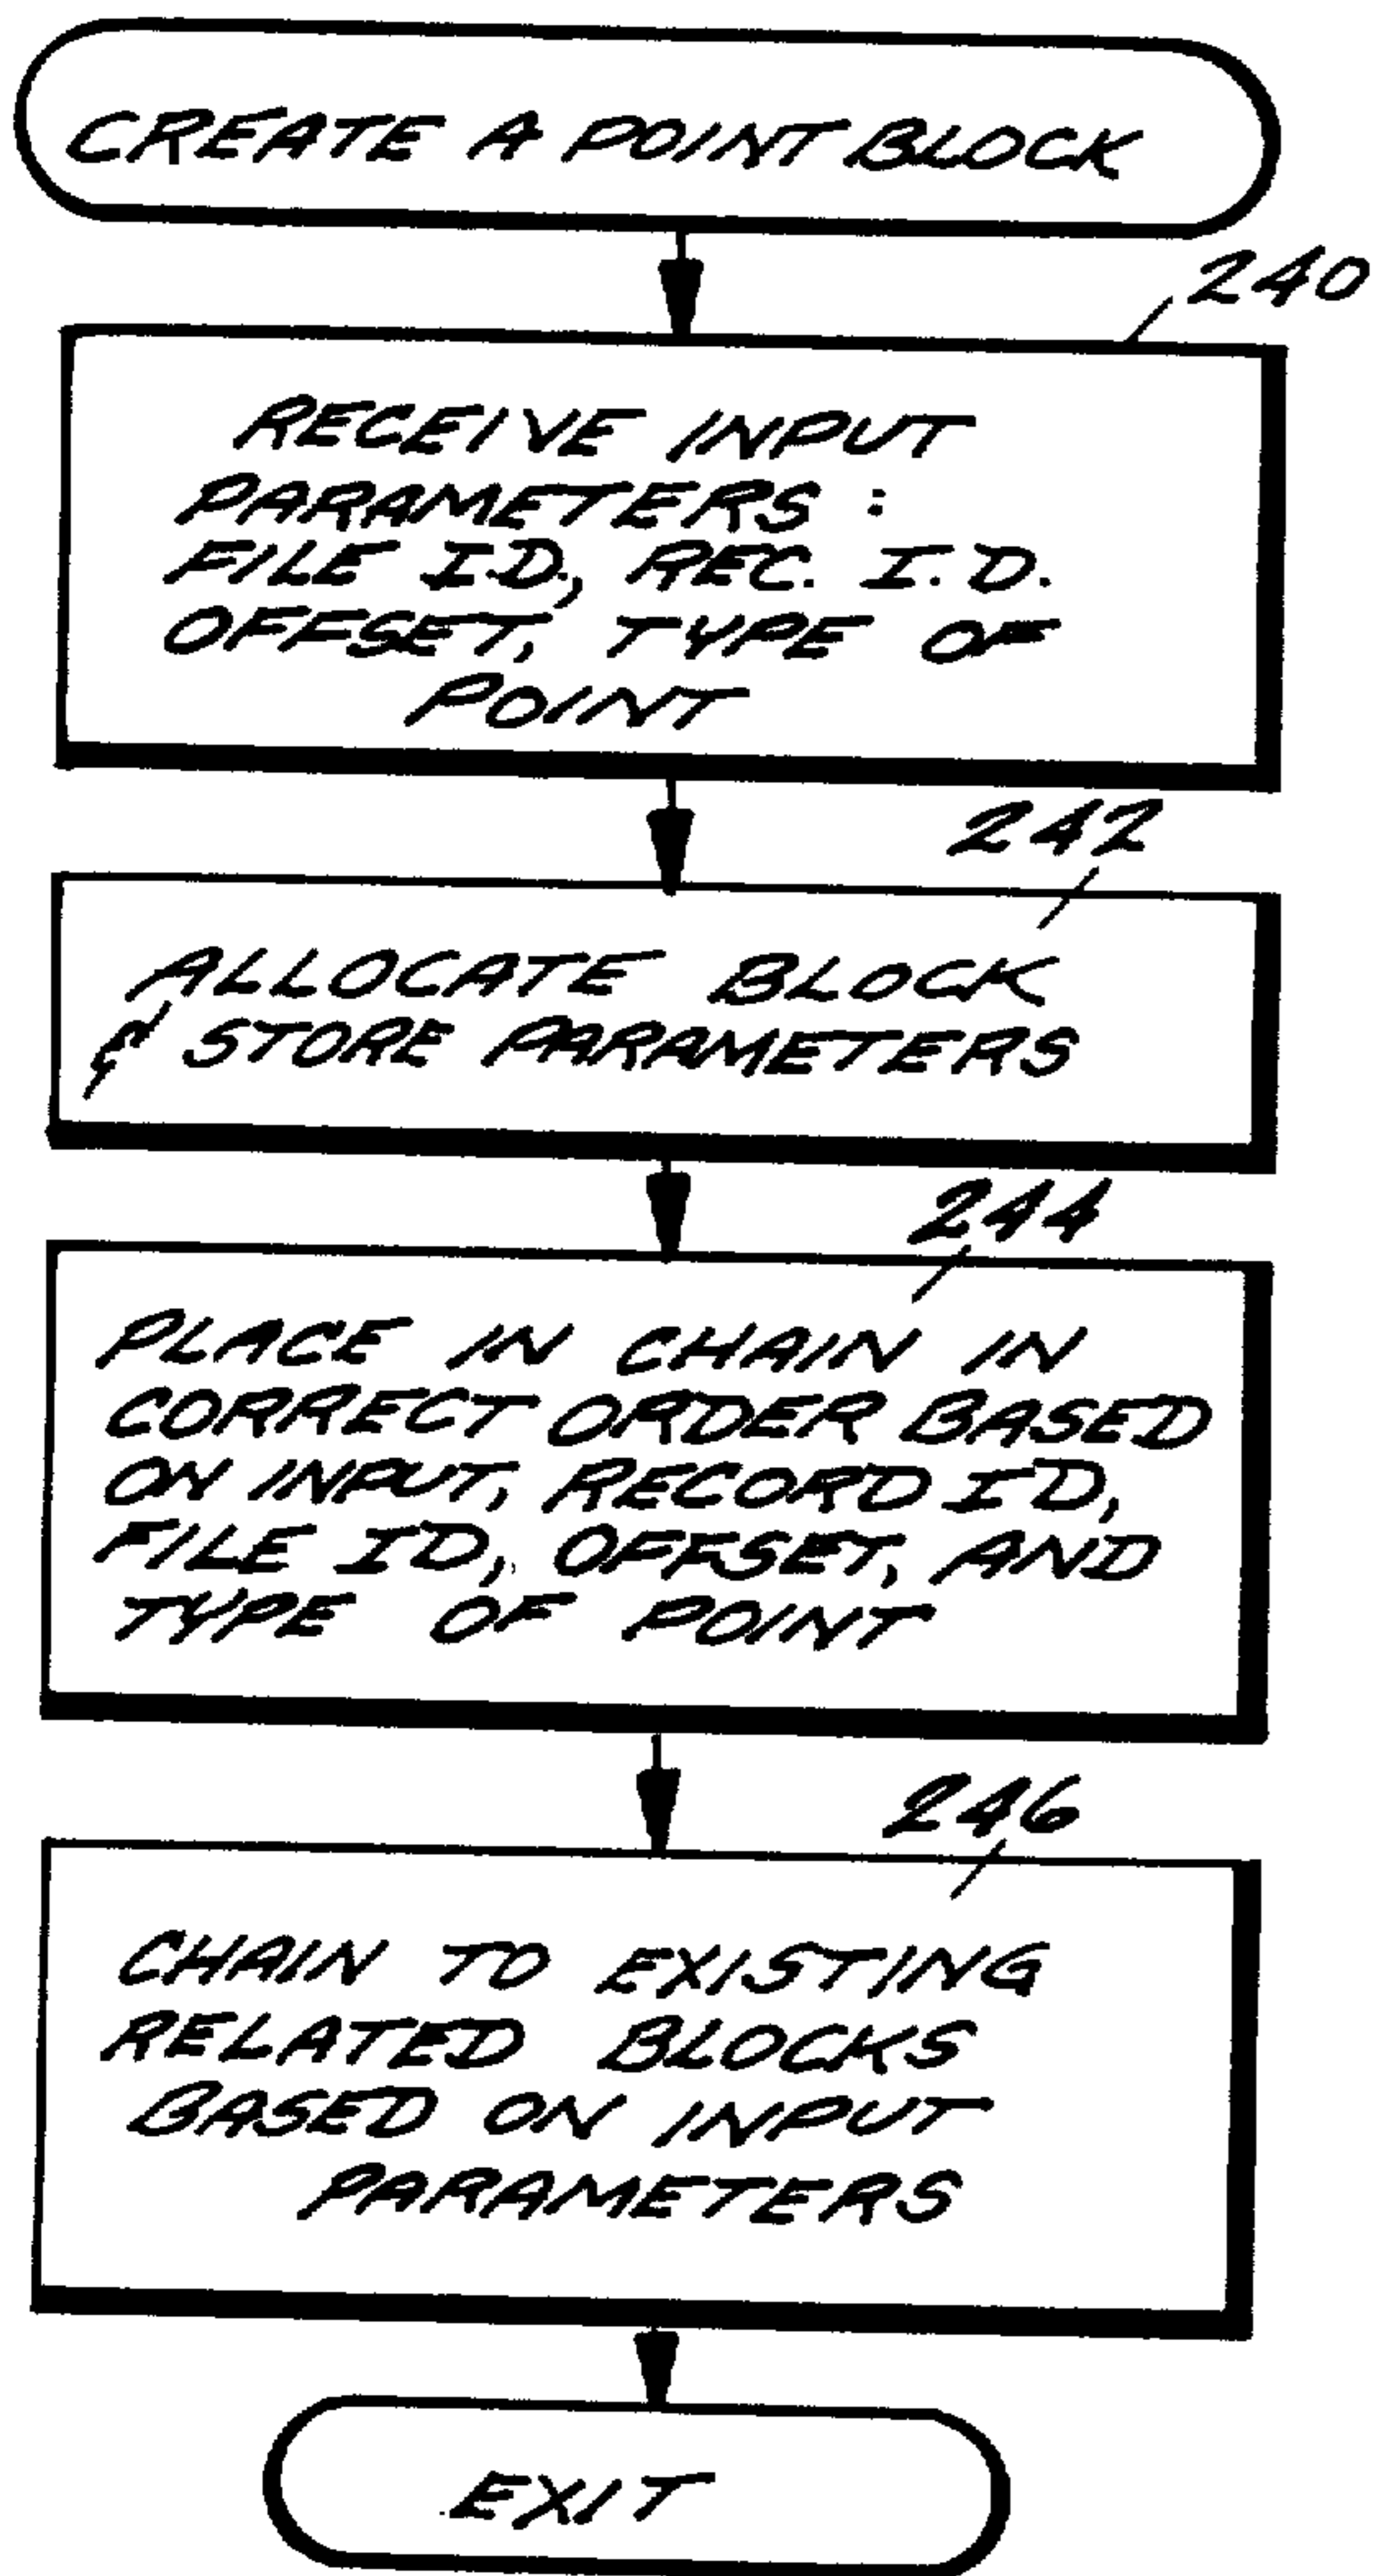 CREATE A POINT BLOCK
240
RECEIVE INPUT
PARAMETERS :
FILE I.D., REC. I.D.
OFFSET, TYPE OF
POINT
242
ALLOCATE BLOCK
& STORE PARAMETERS
244
PLACE IN CHAIN IN
CORRECT ORDER BASED
ON INPUT, RECORD ID,
FILE ID, OFFSET, AND
TYPE OF POINT
246
CHAIN TO EXISTING
RELATED BLOCKS
BASED ON INPUT
PARAMETERS
EXIT